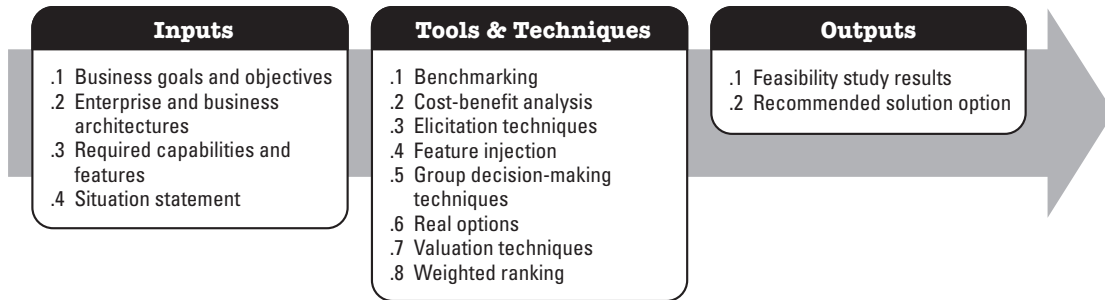 Inputs
.1 Business goals and objectives
.2 Enterprise and business
architectures
.3 Required capabilities and
features
.4 Situation statement
Tools & Techniques
.1 Benchmarking
.2 Cost-benefit analysis
.3 Elicitation techniques
.4 Feature injection
.5 Group decision-making
techniques
.6 Real options
.7 Valuation techniques
.8 Weighted ranking
Outputs
.1 Feasibility study results
.2 Recommended solution option